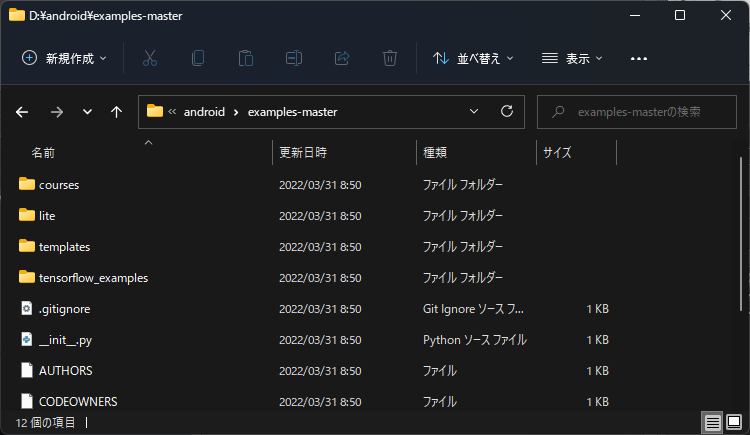 D:¥android¥examples-master
新規作成 並べ替え 表示 •••
« android › examples-master examples-masterの検索
名前 更新日時 種類 サイズ
courses 2022/03/31 8:50 ファイル フォルダー
lite 2022/03/31 8:50 ファイル フォルダー
templates 2022/03/31 8:50 ファイル フォルダー
tensorflow_examples 2022/03/31 8:50 ファイル フォルダー
.gitignore 2022/03/31 8:50 Git Ignore ソース フ... 1 KB
__init__.py 2022/03/31 8:50 Python ソース ファイル 1 KB
AUTHORS 2022/03/31 8:50 ファイル 1 KB
CODEOWNERS 2022/03/31 8:50 ファイル 1 KB
12 個の項目